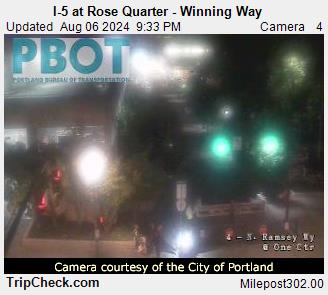 I-5 at Rose Quarter - Winning Way
Updated Aug 06 2024 9:33 PM Camera 4
PBOT
PORTLAND BUREAU OF TRANSPORTATION
4 - N. Ramsey Wy
@ One Ctr
Camera courtesy of the City of Portland
TripCheck.com Milepost302.00